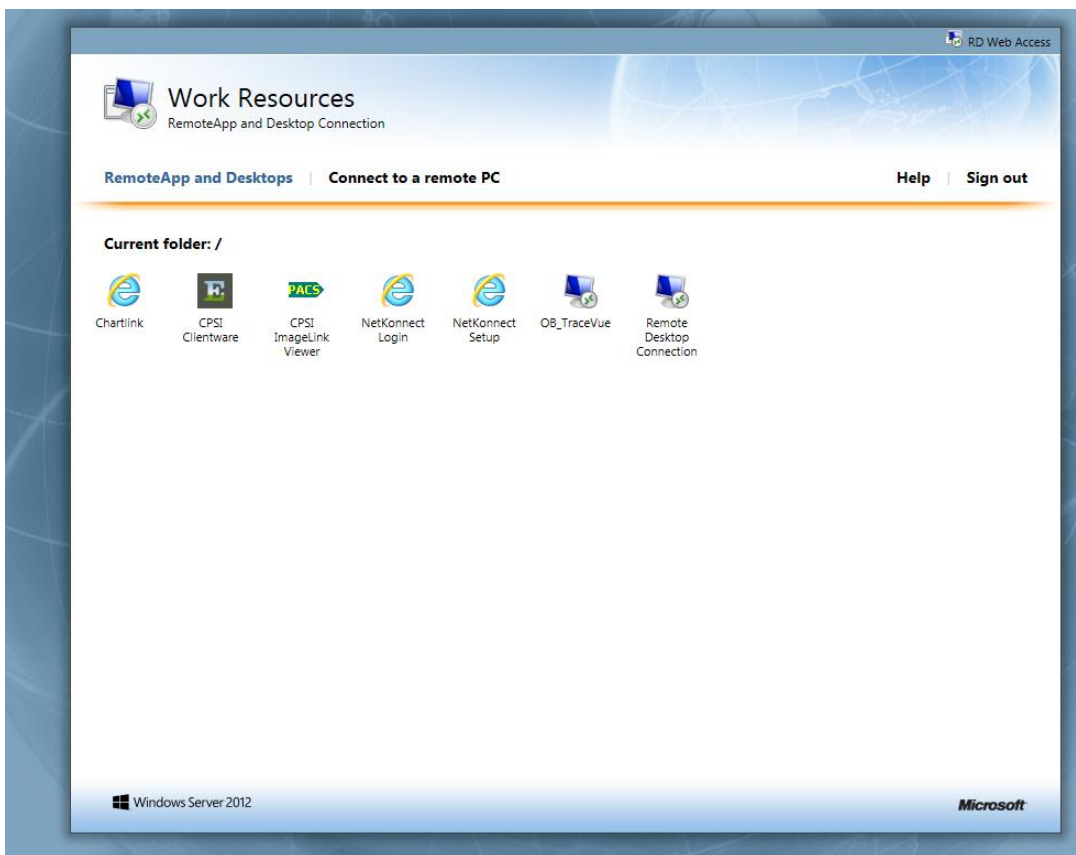 RD Web Access
Work Resources
RemoteApp and Desktop Connection
RemoteApp and Desktops | Connect to a remote PC
Help | Sign out
Current folder: /
PACS
Chartlink
CPSI
Clientware
CPSI
ImageLink
Viewer
NetKonnect
Login
NetKonnect
Setup
OB_TraceVue
Remote
Desktop
Connection
Windows Server 2012
Microsoft